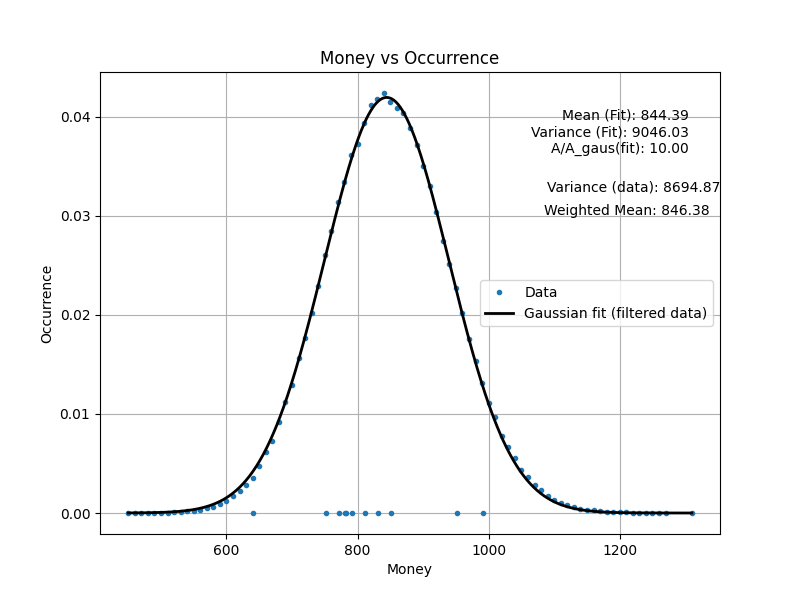 Money vs Occurrence
0.04
Mean (Fit): 844.39
Variance (Fit): 9046.03
A/A_gaus(fit): 10.00
Variance (data): 8694.87
Weighted Mean: 846.38
0.03
Occurrence
Data
Gaussian fit (filtered data)
0.02
0.01
0.00
600 800 1000 1200
Money